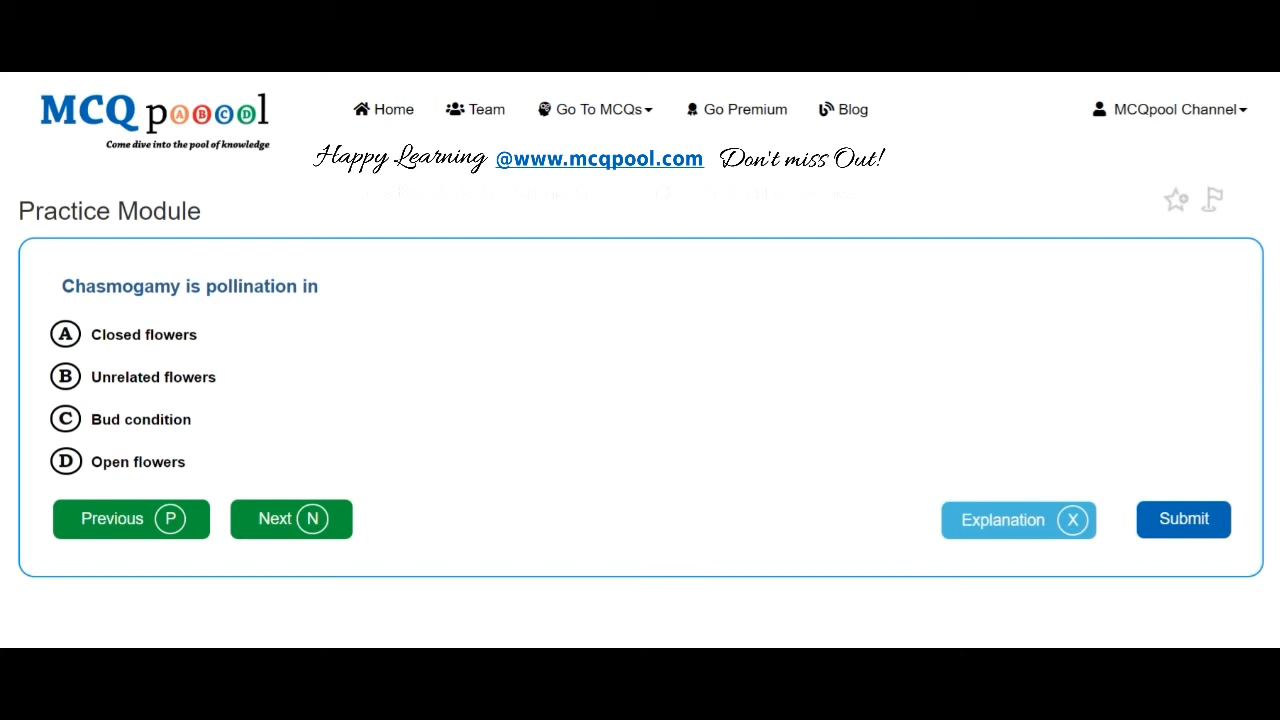 MCQ pABCDl
Come dive into the pool of knowledge
Home Team Go To MCQs Go Premium Blog MCQpool Channel
Happy Learning @www.mcqpool.com Don't miss Out!
Practice Module
Chasmogamy is pollination in
A Closed flowers
B Unrelated flowers
C Bud condition
D Open flowers
Previous P Next N Explanation X Submit